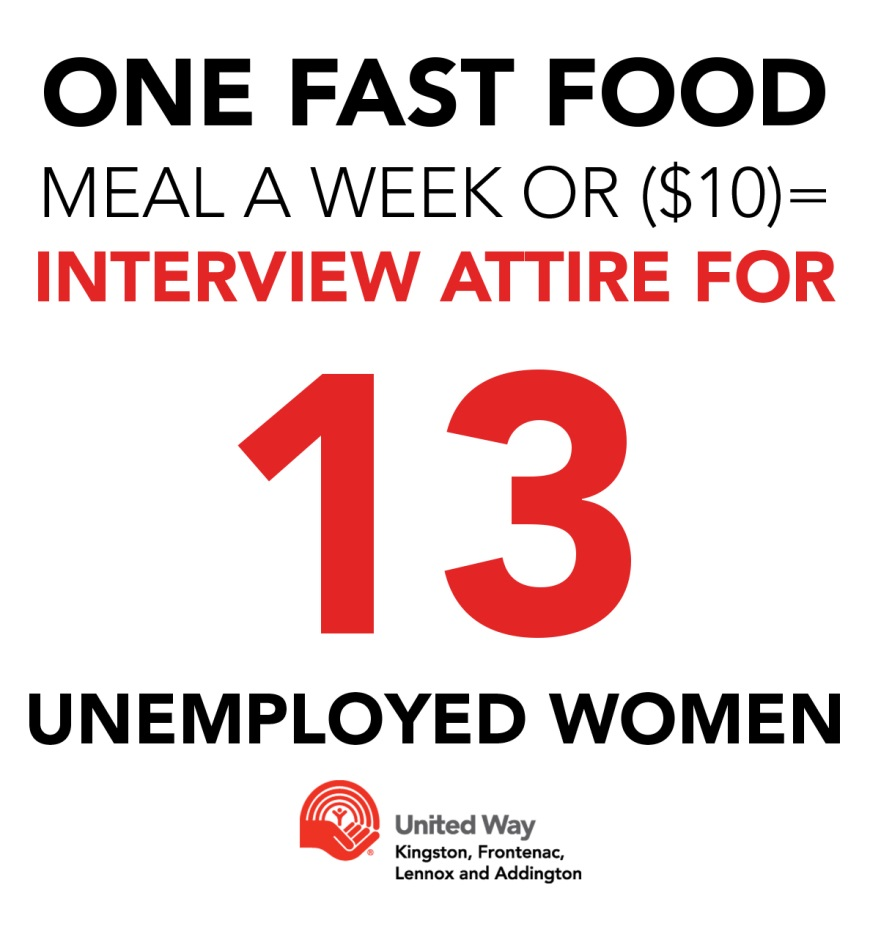 ONE FAST FOOD
MEAL A WEEK OR ($10)=
INTERVIEW ATTIRE FOR
13
UNEMPLOYED WOMEN
United Way
Kingston, Frontenac,
Lennox and Addington